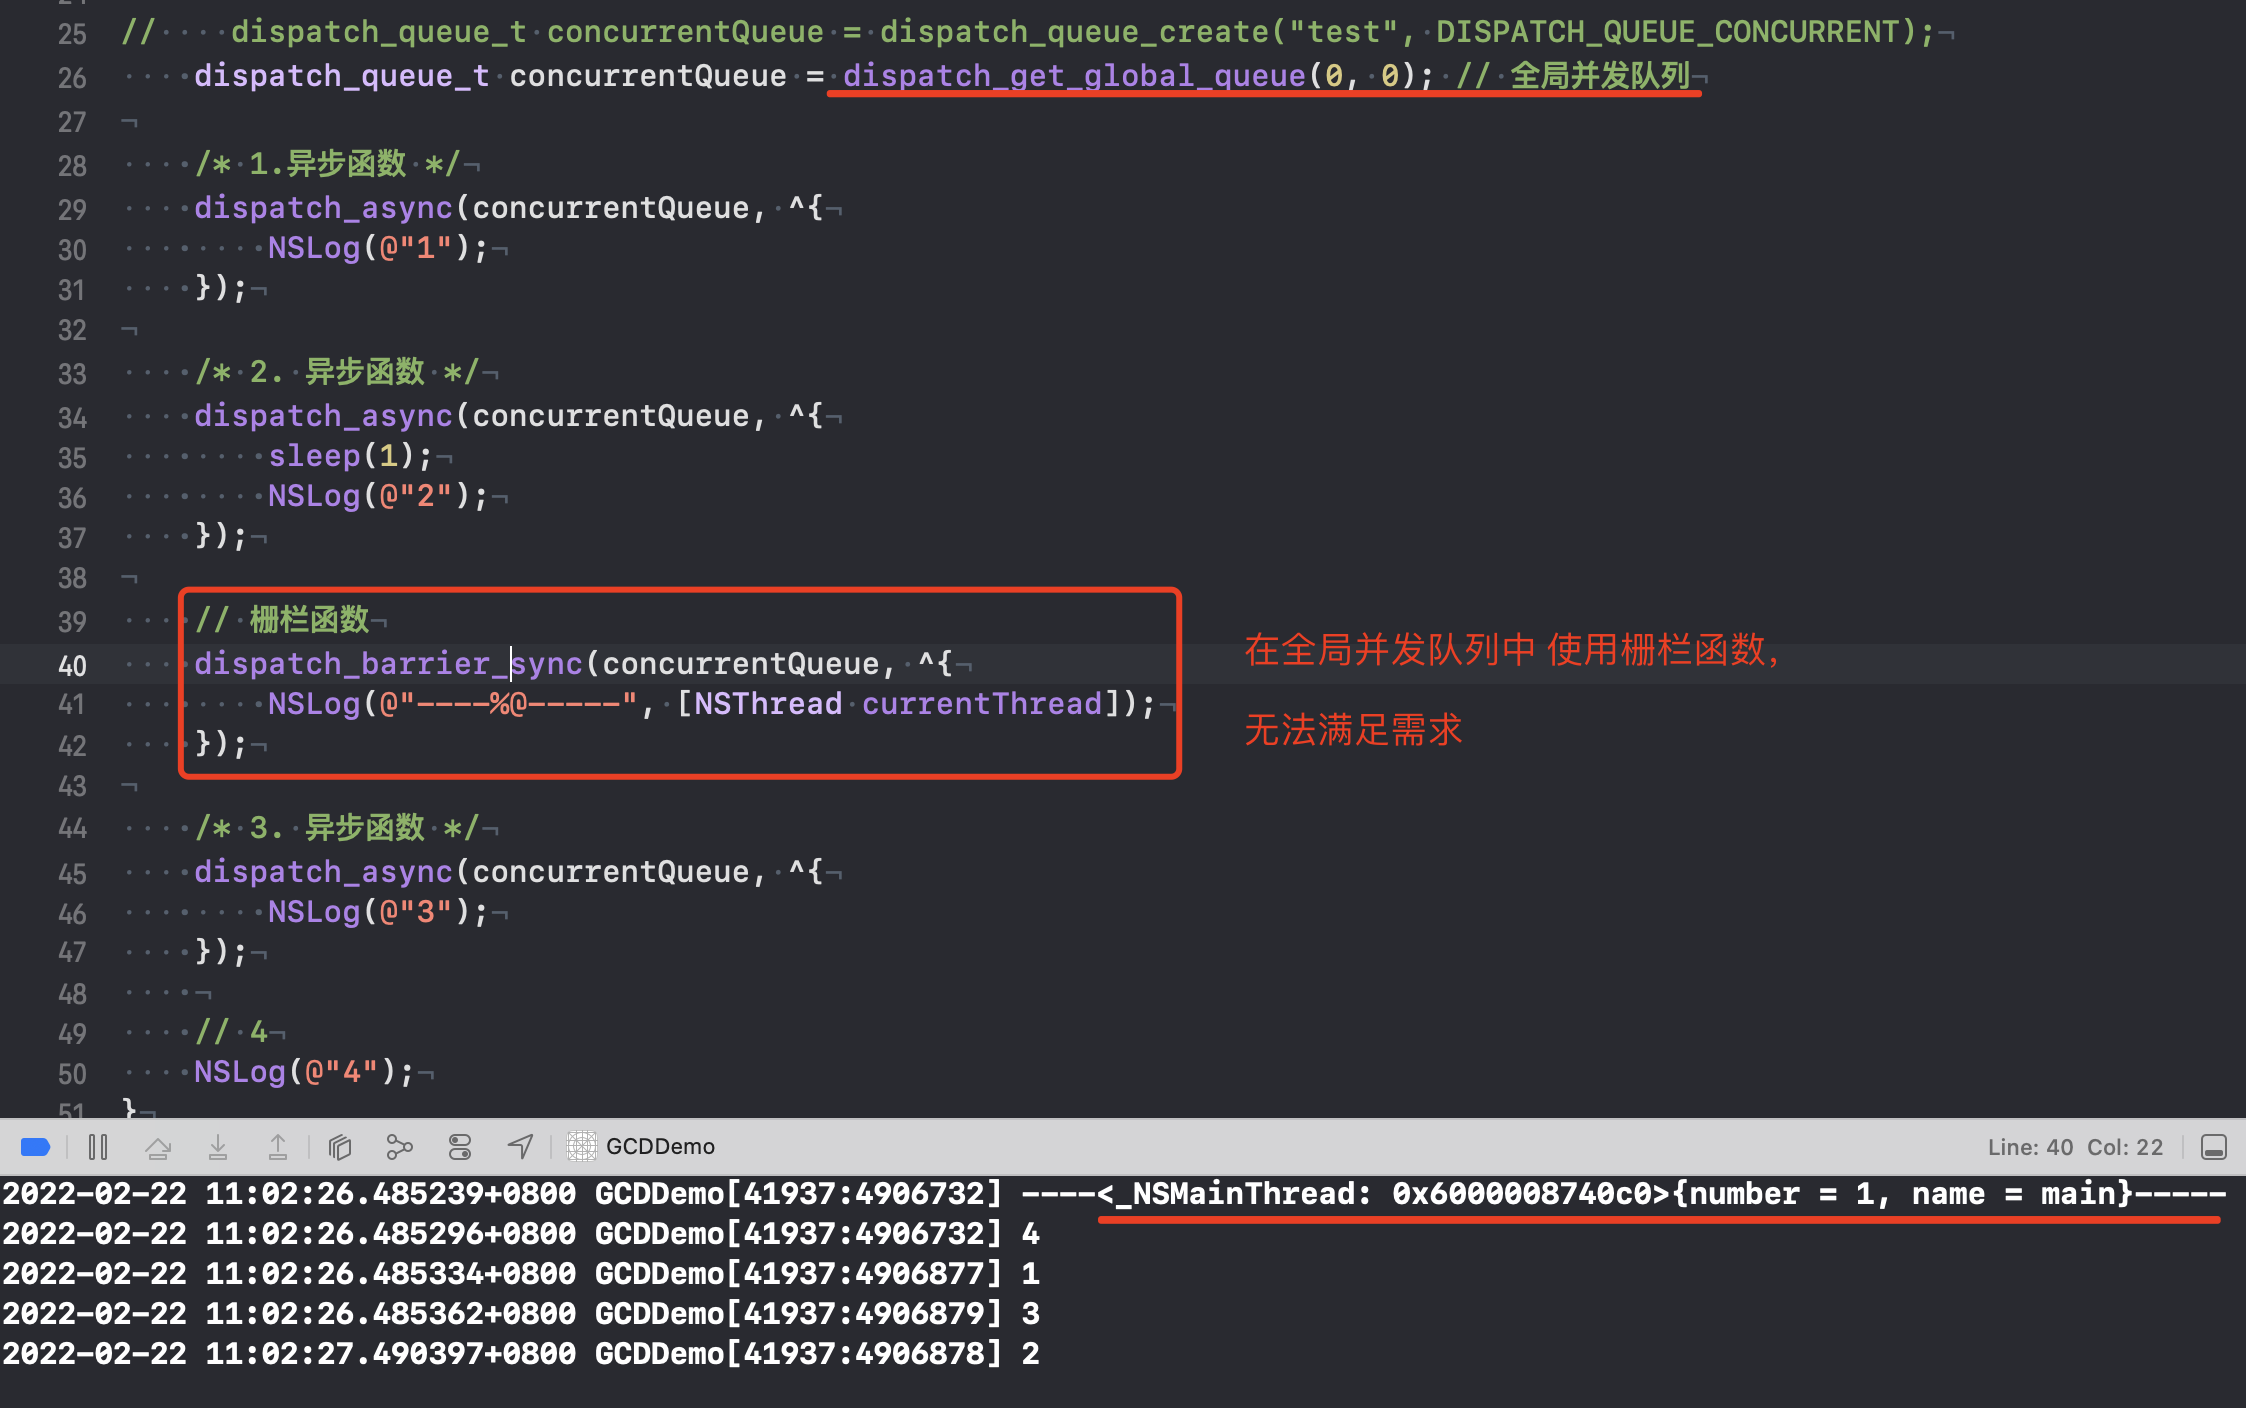 25 // dispatch_queue_t concurrentQueue = dispatch_queue_create("test", DISPATCH_QUEUE_CONCURRENT);
26 dispatch_queue_t concurrentQueue = dispatch_get_global_queue(0, 0); // 全局并发队列
27
28 /* 1.异步函数 */
29 dispatch_async(concurrentQueue, ^{
30 NSLog(@"1");
31 });
32
33 /* 2. 异步函数 */
34 dispatch_async(concurrentQueue, ^{
35 sleep(1);
36 NSLog(@"2");
37 });
38
39 // 栅栏函数
40 dispatch_barrier_sync(concurrentQueue, ^{
41 NSLog(@"----%@-----", [NSThread currentThread]);
42 });
在全局并发队列中 使用栅栏函数，
无法满足需求
43
44 /* 3. 异步函数 */
45 dispatch_async(concurrentQueue, ^{
46 NSLog(@"3");
47 });
48
49 // 4
50 NSLog(@"4");
51 }
GCDDemo
Line: 40 Col: 22
2022-02-22 11:02:26.485239+0800 GCDDemo[41937:4906732] ----<_NSMainThread: 0x6000008740c0>{number = 1, name = main}-----
2022-02-22 11:02:26.485296+0800 GCDDemo[41937:4906732] 4
2022-02-22 11:02:26.485334+0800 GCDDemo[41937:4906877] 1
2022-02-22 11:02:26.485362+0800 GCDDemo[41937:4906879] 3
2022-02-22 11:02:27.490397+0800 GCDDemo[41937:4906878] 2